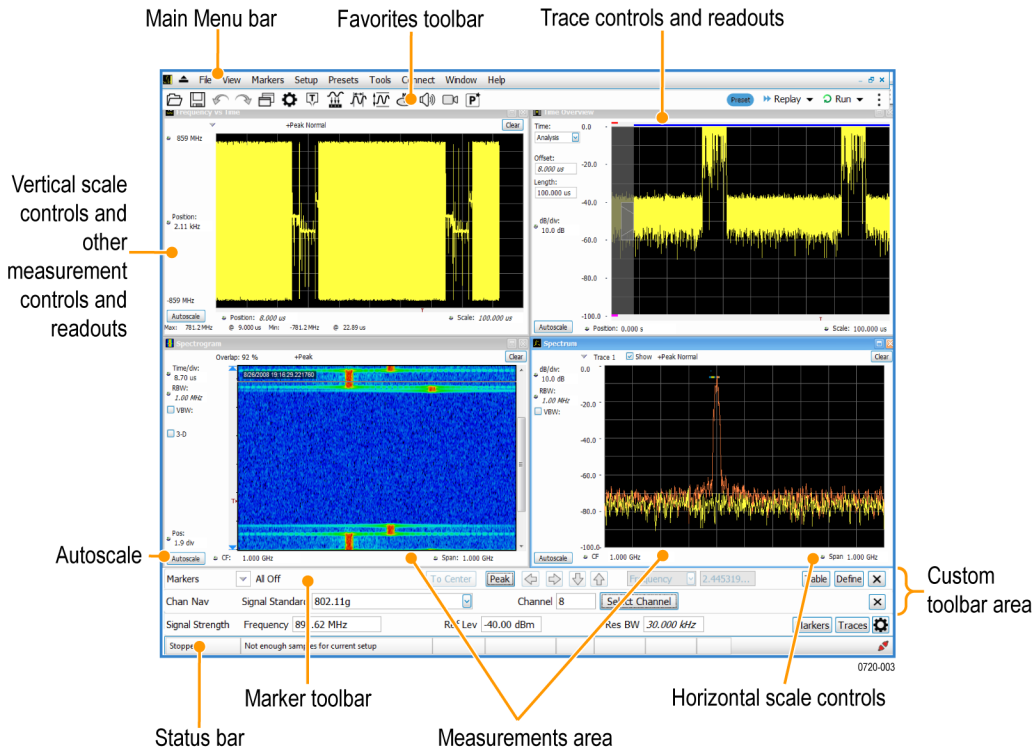 Main Menu bar
Favorites toolbar
Trace controls and readouts
File View Markers Setup Presets Tools Connect Window Help
Preset Replay Run
Frequency vs Time
+Peak Normal
Clear
859 MHz
Position:
2.11 kHz
-859 MHz
Autoscale
Position: 8.000 us
Scale: 100.000 us
Max: 781.2 MHz @ 9.000 us Min: -781.2 MHz @ 22.89 us
Time Overview
Time:
Analysis
Offset:
8.000 us
Length:
100.000 us
dB/div:
10.0 dB
0.0
-20.0
-40.0
-60.0
-80.0
-100.0
T
Autoscale
Position: 0.000 s
Scale: 100.000 us
Vertical scale
controls and
other
measurement
controls and
readouts
Spectrogram
Overlap: 92 % +Peak
Clear
Time/div:
8.70 us
RBW:
1.00 MHz
VBW:
3-D
8/26/2008 19:18:29.221760
T
Pos:
1.9 div
Autoscale
CF: 1.000 GHz
Span: 1.000 GHz
Spectrum
Trace 1 Show +Peak Normal
Clear
dB/div:
10.0 dB
RBW:
1.00 MHz
VBW:
0.0
-20.0
-40.0
-60.0
-80.0
-100.0
Autoscale
CF 1.000 GHz
Span: 1.000 GHz
Autoscale
Markers All Off To Center Peak Frequency 2.445319... Table Define
Chan Nav Signal Standard 802.11g Channel 8 Select Channel
Signal Strength Frequency MHz Ref Lev -40.00 dBm Res BW 30.000 kHz Markers Traces
Stopped Not enough samples for current setup
Custom
toolbar area
0720-003
Marker toolbar
Horizontal scale controls
Status bar
Measurements area